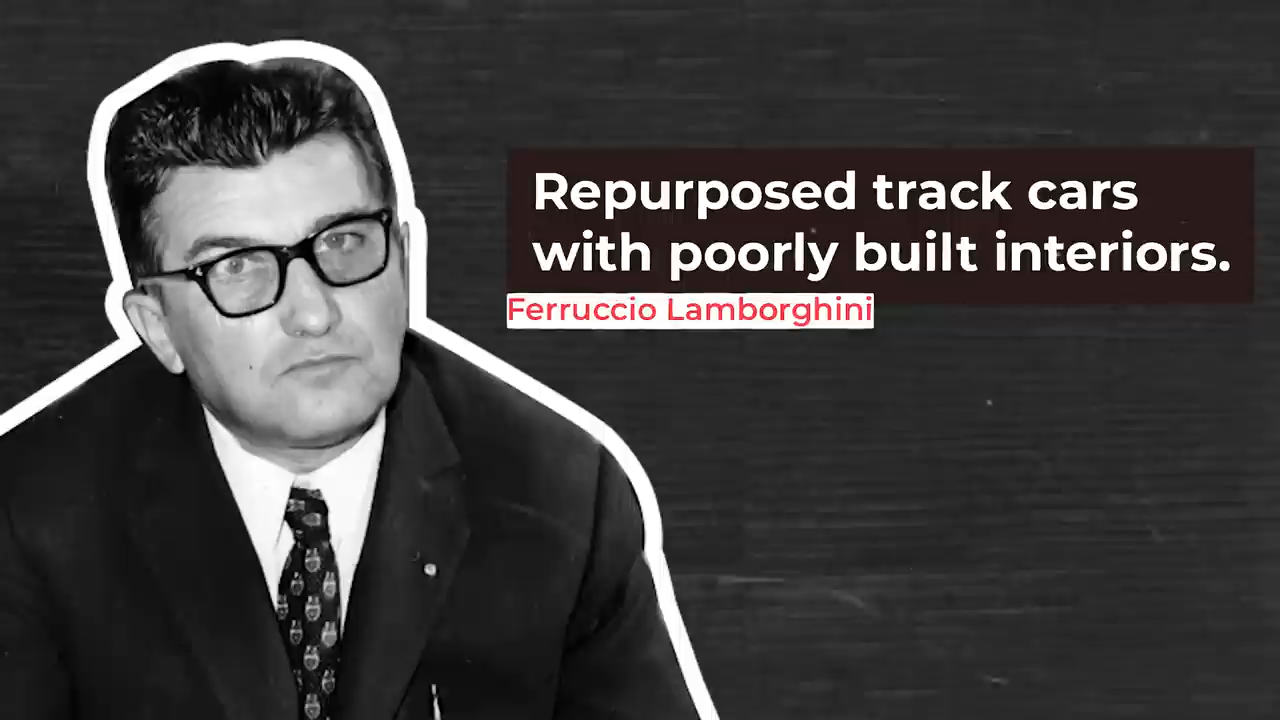 Repurposed track cars
with poorly built interiors.
Ferruccio Lamborghini